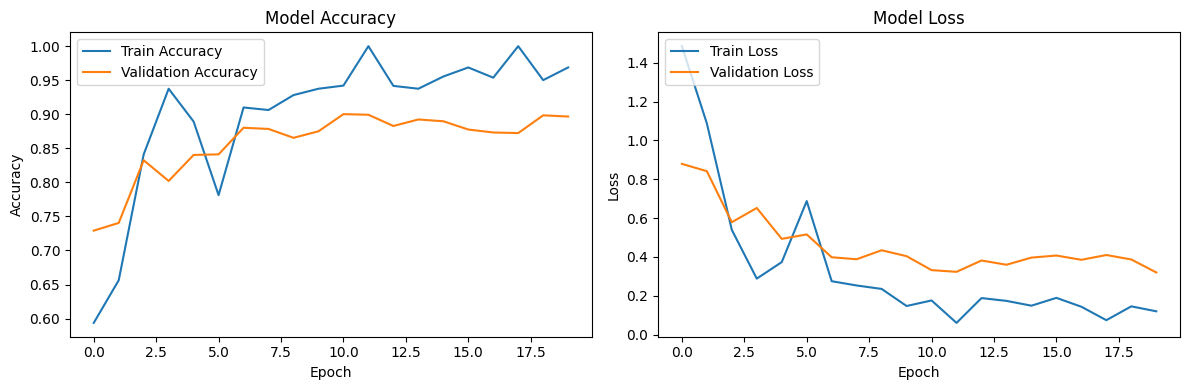 Model Accuracy
Train Accuracy
Validation Accuracy
1.00
0.95
0.90
0.85
0.80
0.75
0.70
0.65
0.60
Accuracy
0.0 2.5 5.0 7.5 10.0 12.5 15.0 17.5
Epoch
Model Loss
Train Loss
Validation Loss
1.4
1.2
1.0
0.8
0.6
0.4
0.2
0.0
Loss
0.0 2.5 5.0 7.5 10.0 12.5 15.0 17.5
Epoch